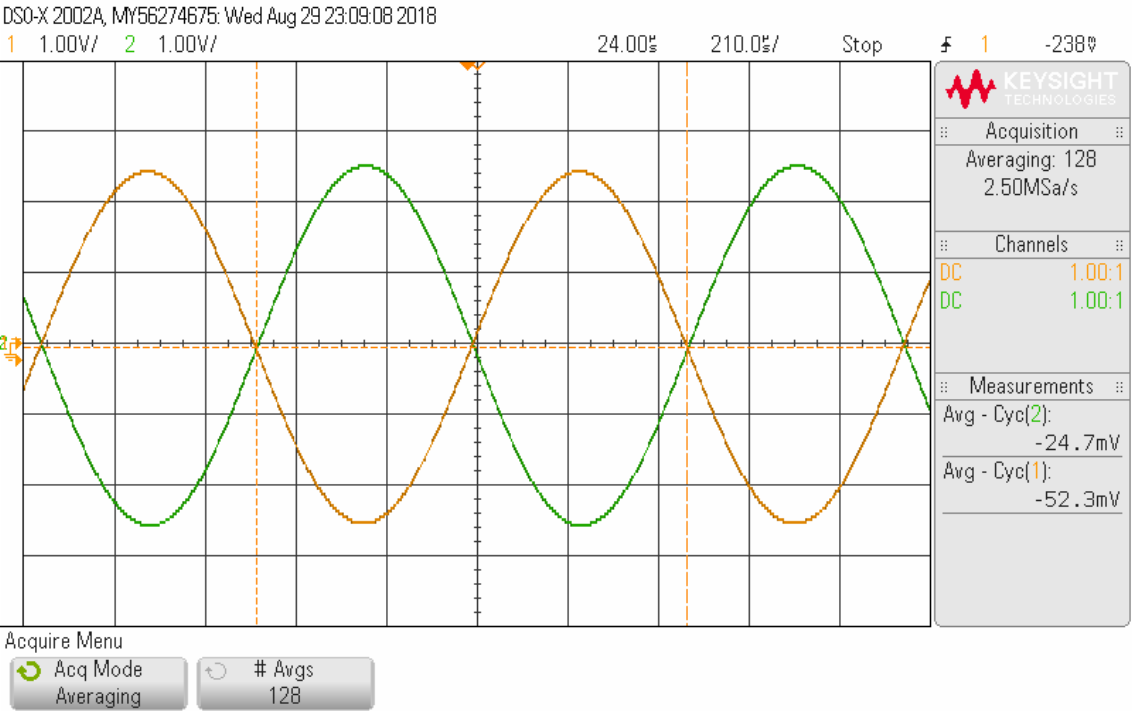 DSO-X 2002A, MY56274675: Wed Aug 29 23:09:08 2018
1 1.00V/ 2 1.00V/ 24.00µs 210.0µs/ Stop 1 -238mV
KEYSIGHT
TECHNOLOGIES
Acquisition
Averaging: 128
2.50MSa/s
Channels
DC 1.00:1
DC 1.00:1
Measurements
Avg - Cyc(2):
-24.7mV
Avg - Cyc(1):
-52.3mV
2
Acquire Menu
Acq Mode
Averaging
# Avgs
128